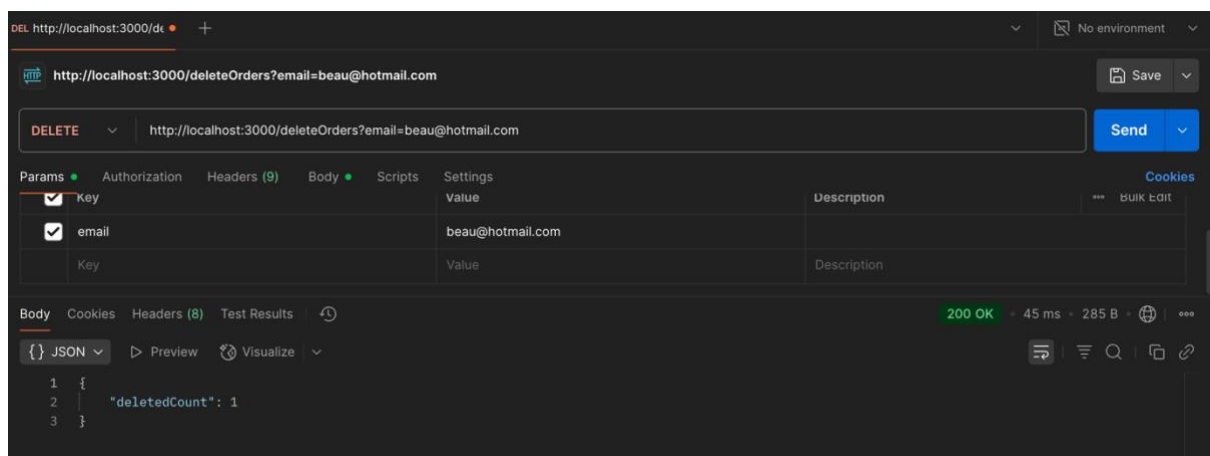 DEL http://localhost:3000/de No environment
HTTP http://localhost:3000/deleteOrders?email=beau@hotmail.com Save
DELETE http://localhost:3000/deleteOrders?email=beau@hotmail.com Send
Params Authorization Headers (9) Body Scripts Settings Cookies
Key Value Description Bulk Edit
email beau@hotmail.com
Key Value Description
Body Cookies Headers (8) Test Results 200 OK 45 ms 285 B
{} JSON Preview Visualize
1 {
2 "deletedCount": 1
3 }